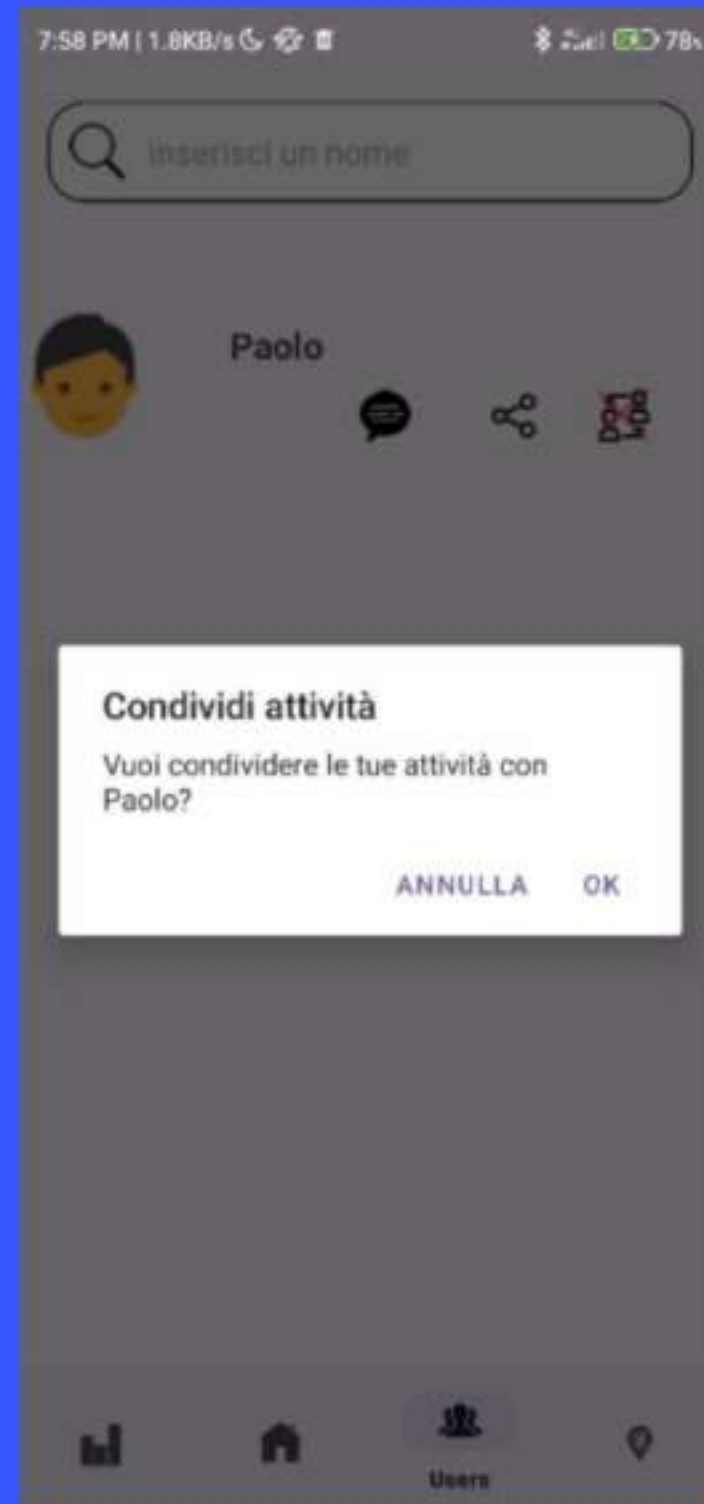 7:58 PM | 1.8KB/s
78%
inserisci un nome
Paolo
Condividi attività
Vuoi condividere le tue attività con
Paolo?
ANNULLA OK
Users